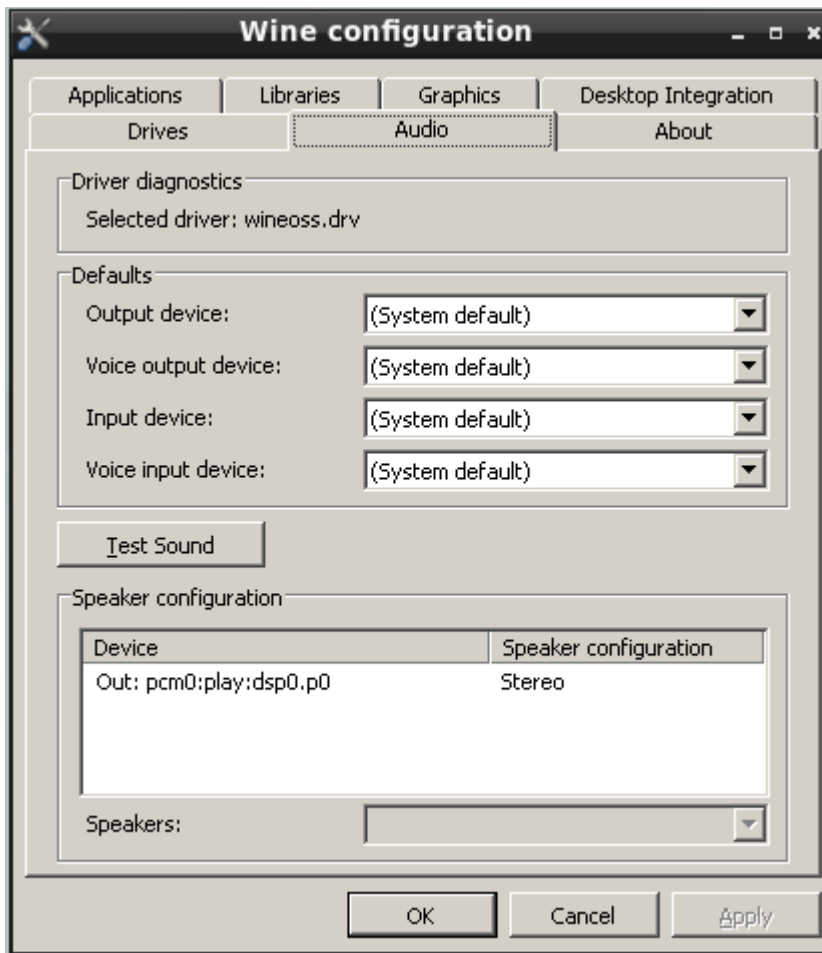 Wine configuration
Applications Libraries Graphics Desktop Integration
Drives Audio About
Driver diagnostics
Selected driver: wineoss.drv
Defaults
Output device: (System default)
Voice output device: (System default)
Input device: (System default)
Voice input device: (System default)
Test Sound
Speaker configuration
Device Speaker configuration
Out: pcm0:play:dsp0.p0 Stereo
Speakers:
OK Cancel Apply